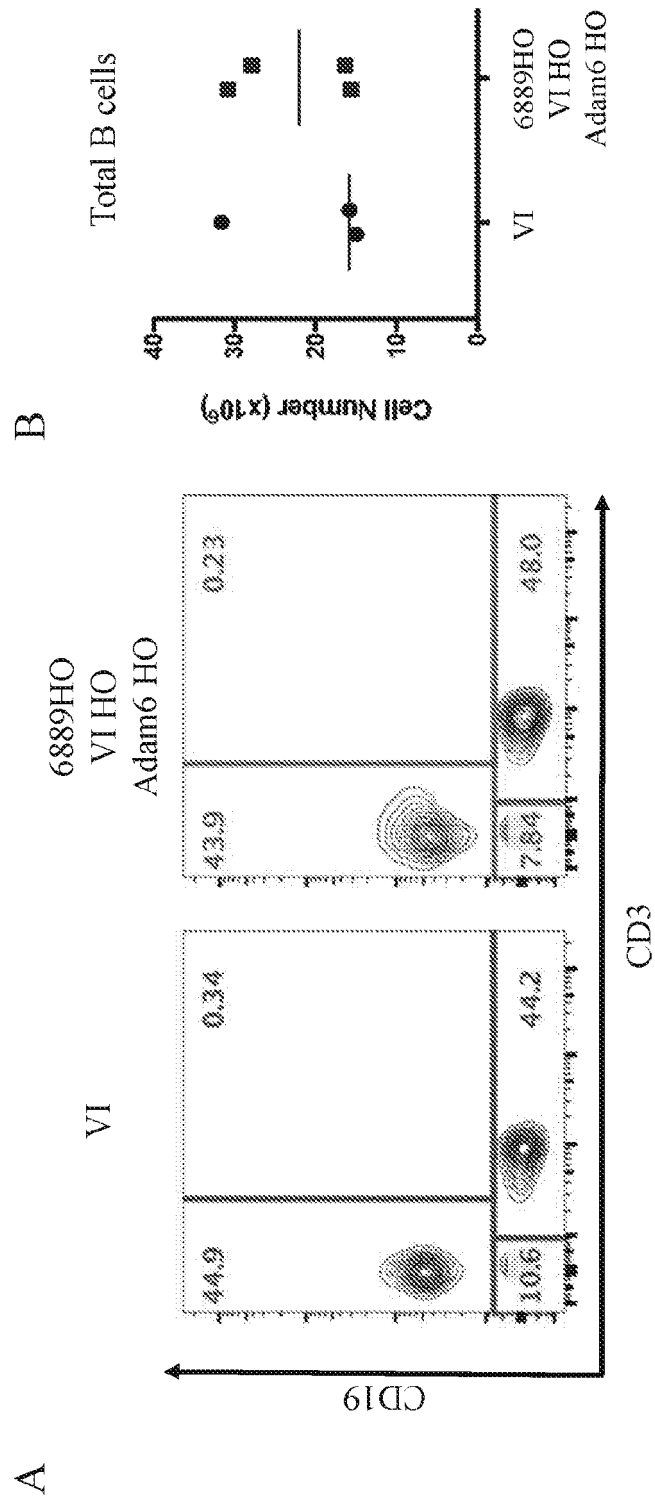 A
VI
6889HO
VI HO
Adam6 HO
44.9
0.34
10.6
44.2
43.9
0.23
7.84
48.0
CD19
CD3
B
Total B cells
Cell Number (x10⁶)
40
30
20
10
0
VI
6889HO
VI HO
Adam6 HO